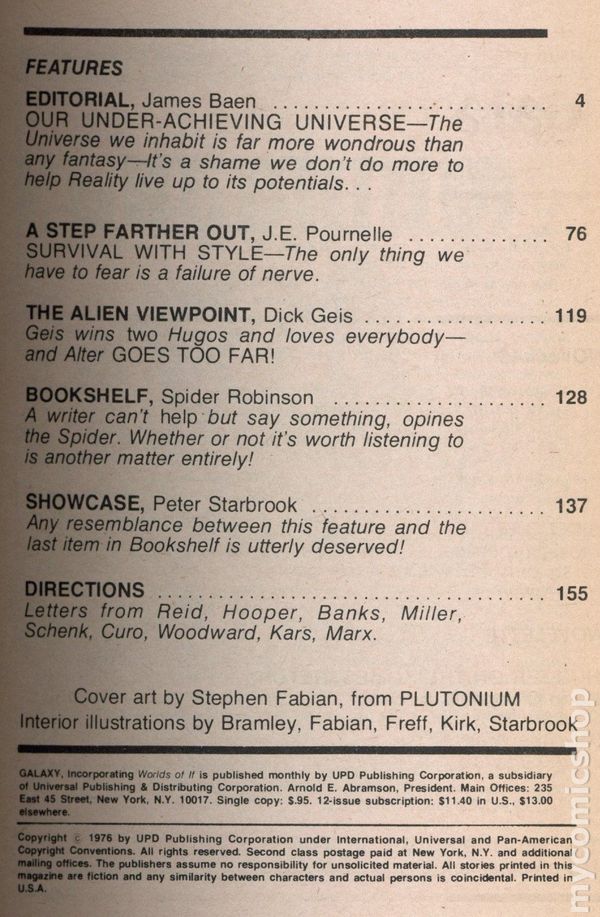 FEATURES
EDITORIAL, James Baen .......................... 4
OUR UNDER-ACHIEVING UNIVERSE—The
Universe we inhabit is far more wondrous than
any fantasy—It's a shame we don't do more to
help Reality live up to its potentials. . .
A STEP FARTHER OUT, J.E. Pournelle .............. 76
SURVIVAL WITH STYLE—The only thing we
have to fear is a failure of nerve.
THE ALIEN VIEWPOINT, Dick Geis .................. 119
Geis wins two Hugos and loves everybody—
and Alter GOES TOO FAR!
BOOKSHELF, Spider Robinson ..................... 128
A writer can't help but say something, opines
the Spider. Whether or not it's worth listening to
is another matter entirely!
SHOWCASE, Peter Starbrook ....................... 137
Any resemblance between this feature and the
last item in Bookshelf is utterly deserved!
DIRECTIONS ...................................... 155
Letters from Reid, Hooper, Banks, Miller,
Schenk, Curo, Woodward, Kars, Marx.
Cover art by Stephen Fabian, from PLUTONIUM
Interior illustrations by Bramley, Fabian, Freff, Kirk, Starbrook
GALAXY, Incorporating Worlds of If is published monthly by UPD Publishing Corporation, a subsidiary
of Universal Publishing & Distributing Corporation. Arnold E. Abramson, President. Main Offices: 235
East 45 Street, New York, N.Y. 10017. Single copy: $.95. 12-issue subscription: $11.40 in U.S., $13.00
elsewhere.
Copyright © 1976 by UPD Publishing Corporation under International, Universal and Pan-American
Copyright Conventions. All rights reserved. Second class postage paid at New York, N.Y. and additional
mailing offices. The publishers assume no responsibility for unsolicited material. All stories printed in this
magazine are fiction and any similarity between characters and actual persons is coincidental. Printed in
U.S.A.
mycomicshop